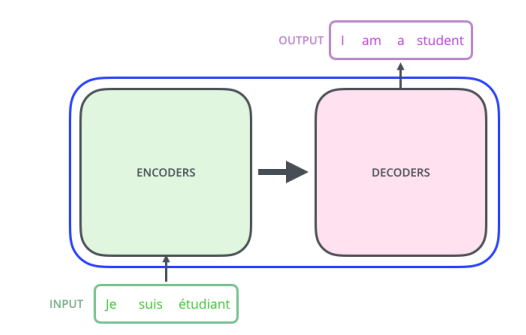 OUTPUT I am a student
ENCODERS DECODERS
INPUT Je suis étudiant